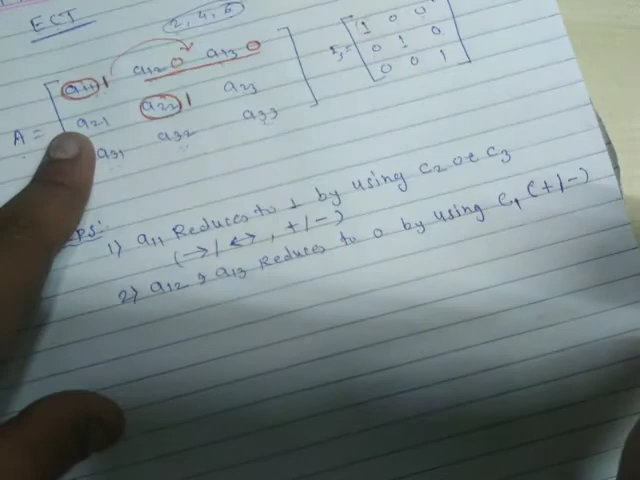 ECT
2, 4, 6
A = [ a11 1 a12 0 a13 0
a21 a22 1 a23
a31 a32 a33 ]
I3 = [ 1 0 0
0 1 0
0 0 1 ]
1) a11 Reduces to 1 by using C2 or C3
(→/↔, +/−)
2) a12 & a13 Reduces to 0 by using C1 (+/−)